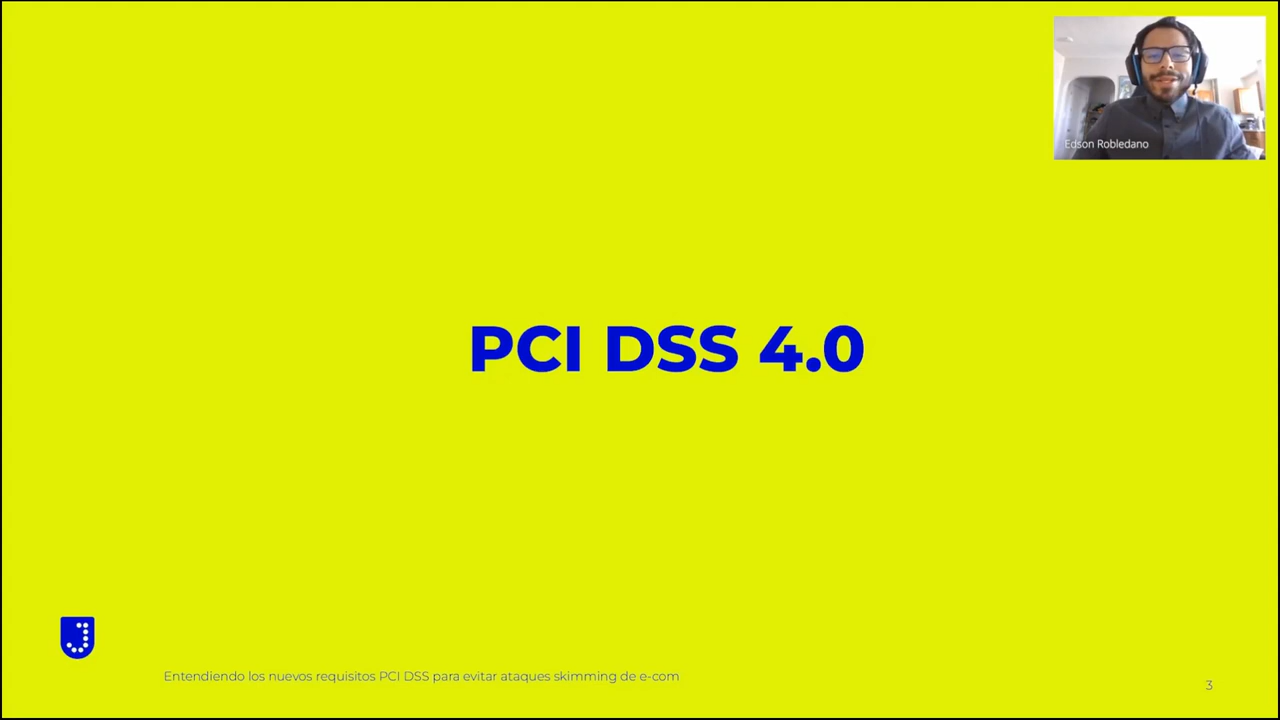 Edson Robledano
PCI DSS 4.0
Entendiendo los nuevos requisitos PCI DSS para evitar ataques skimming de e-com
3